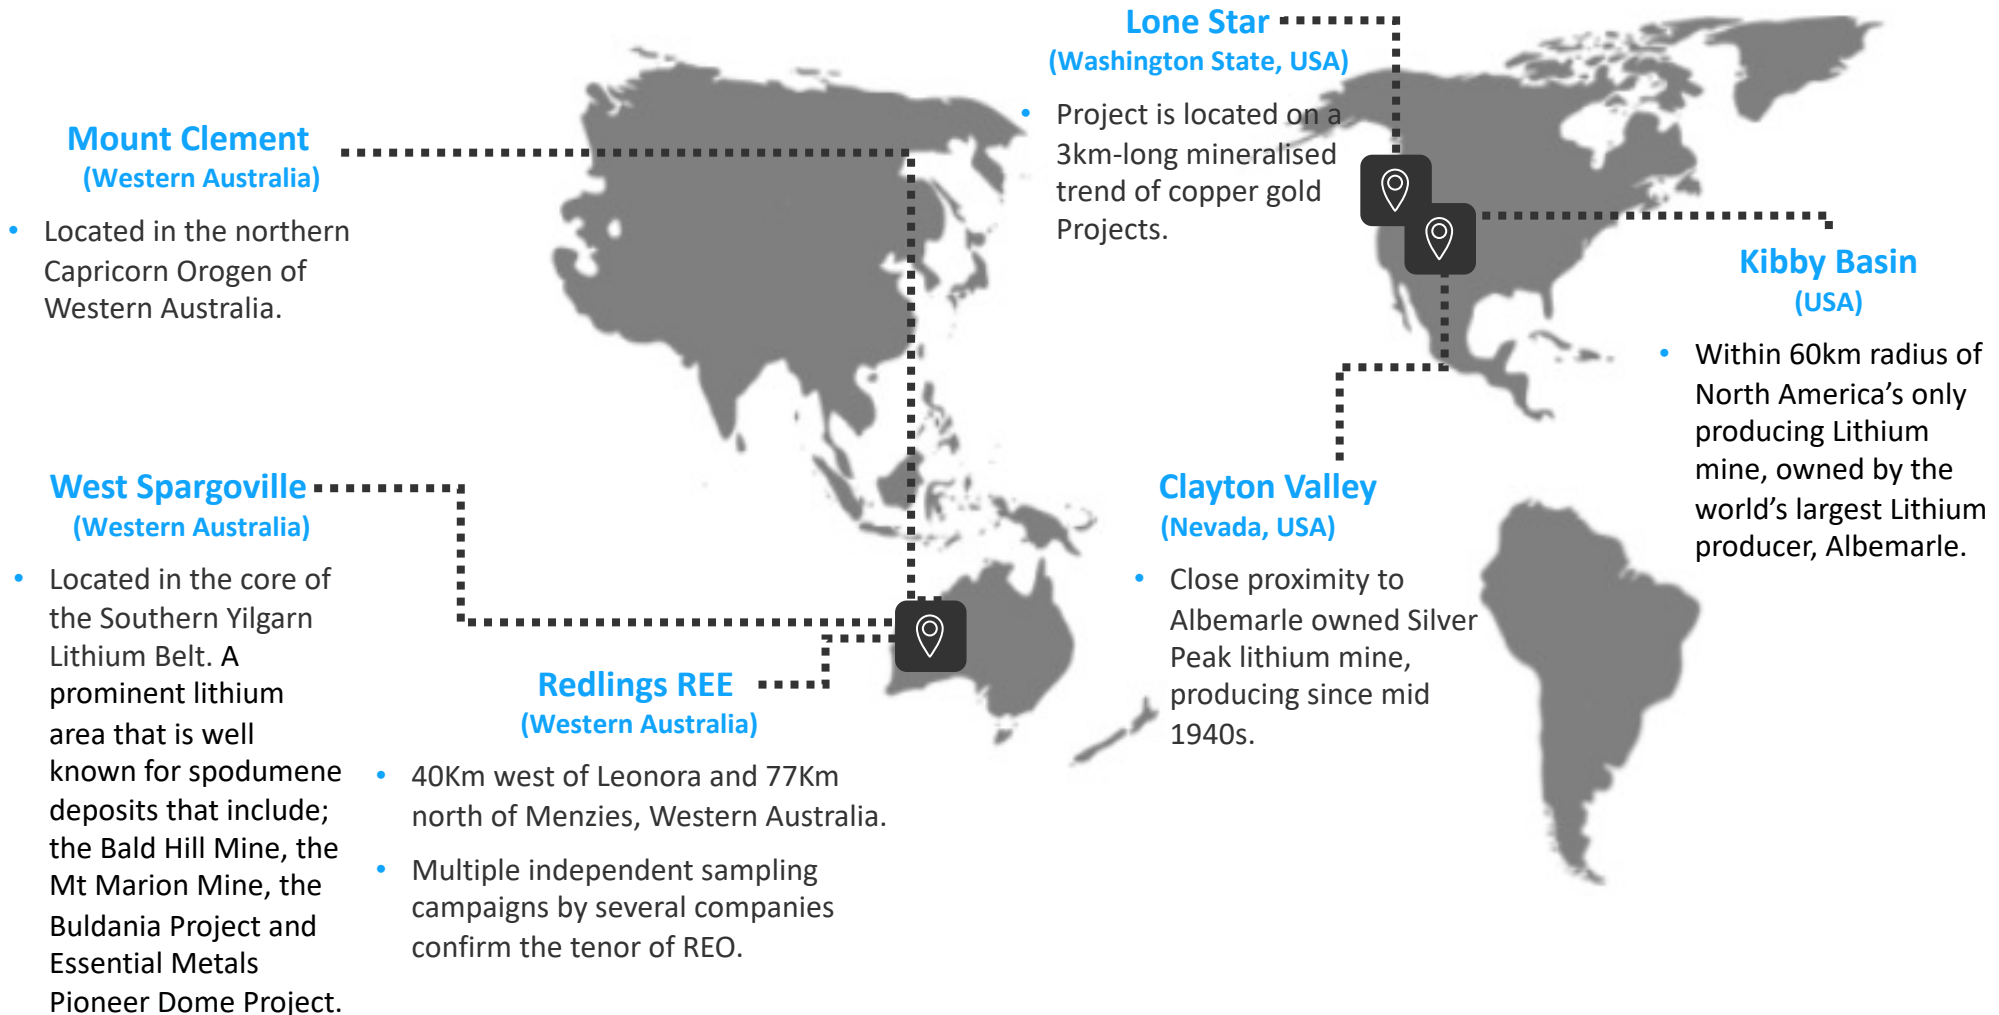 Mount Clement
(Western Australia)
• Located in the northern
Capricorn Orogen of
Western Australia.
West Spargoville
(Western Australia)
• Located in the core of
the Southern Yilgarn
Lithium Belt. A
prominent lithium
area that is well
known for spodumene
deposits that include;
the Bald Hill Mine, the
Mt Marion Mine, the
Buldania Project and
Essential Metals
Pioneer Dome Project.
Redlings REE
(Western Australia)
• 40Km west of Leonora and 77Km
north of Menzies, Western Australia.
• Multiple independent sampling
campaigns by several companies
confirm the tenor of REO.
Lone Star
(Washington State, USA)
• Project is located on a
3km-long mineralised
trend of copper gold
Projects.
Clayton Valley
(Nevada, USA)
• Close proximity to
Albemarle owned Silver
Peak lithium mine,
producing since mid
1940s.
Kibby Basin
(USA)
• Within 60km radius of
North America’s only
producing Lithium
mine, owned by the
world’s largest Lithium
producer, Albemarle.